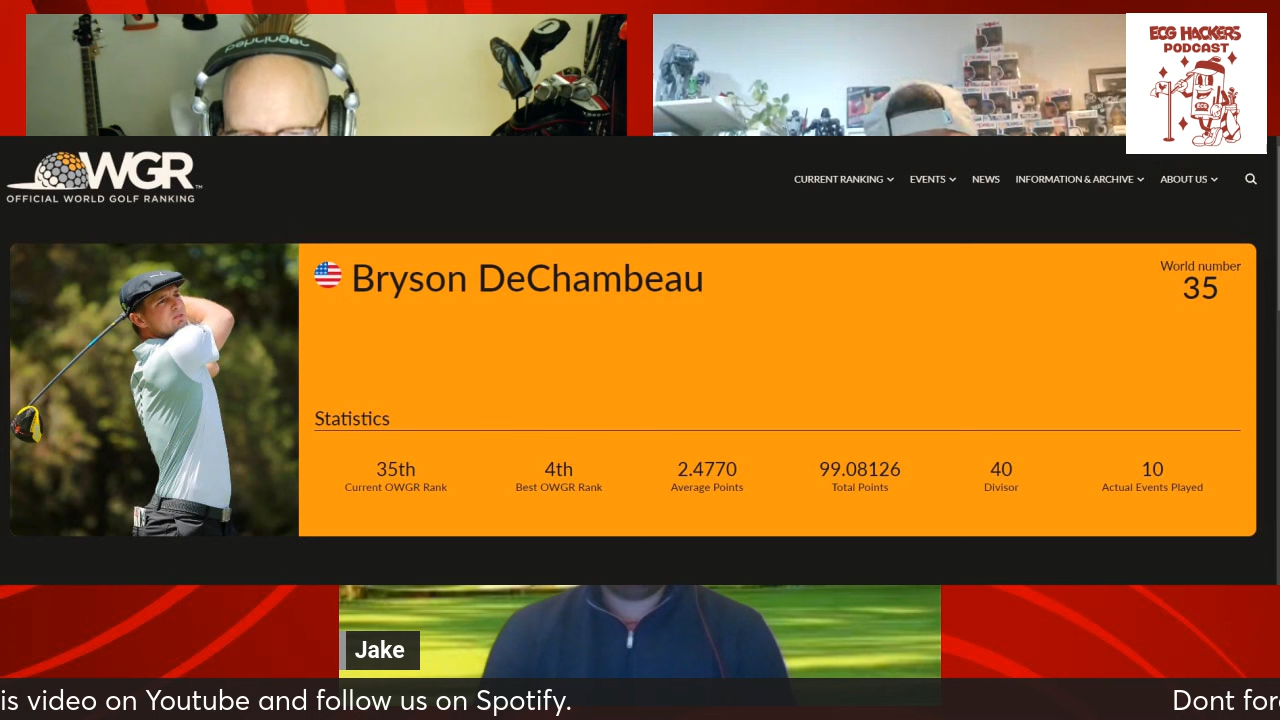 behringer
ECG HACKERS
PODCAST
OWGR™
OFFICIAL WORLD GOLF RANKING
CURRENT RANKING
EVENTS
NEWS
INFORMATION & ARCHIVE
ABOUT US
Bryson DeChambeau
World number
35
Statistics
35th
Current OWGR Rank
4th
Best OWGR Rank
2.4770
Average Points
99.08126
Total Points
40
Divisor
10
Actual Events Played
Jake
is video on Youtube and follow us on Spotify.
Dont for